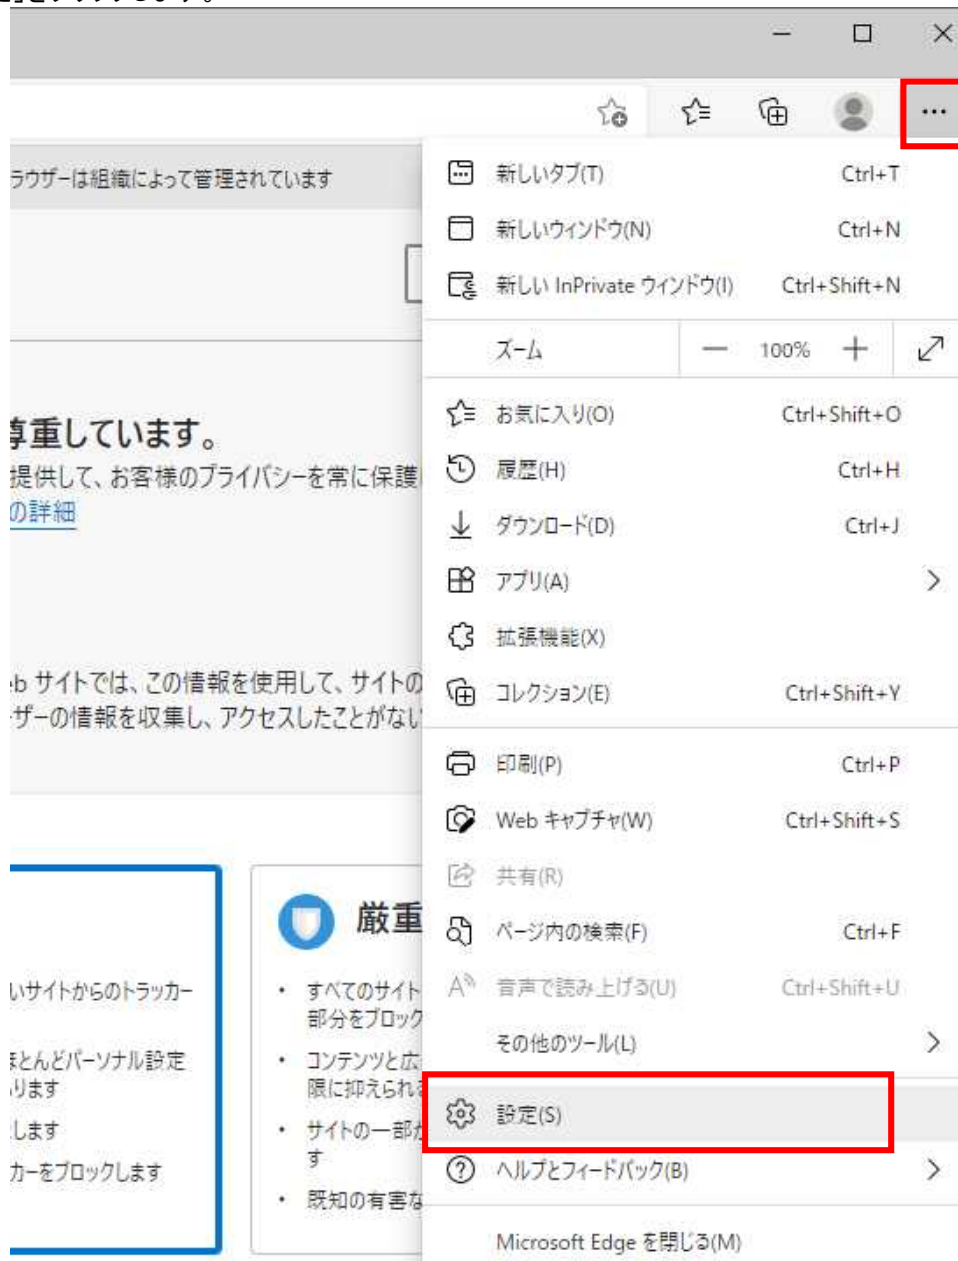 をクリックします。
ラウザーは組織によって管理されています
尊重しています。
提供して、お客様のプライバシーを常に保護
の詳細
eb サイトでは、この情報を使用して、サイトの
ザーの情報を収集し、アクセスしたことがない
いサイトからのトラッカー
ほとんどパーソナル設定
ります
します
カーをブロックします
厳重
• すべてのサイト
部分をブロック
• コンテンツと広
限に抑えられ
• サイトの一部が
す
• 既知の有害な
新しいタブ(T) Ctrl+T
新しいウィンドウ(N) Ctrl+N
新しい InPrivate ウィンドウ(I) Ctrl+Shift+N
ズーム — 100% +
お気に入り(O) Ctrl+Shift+O
履歴(H) Ctrl+H
ダウンロード(D) Ctrl+J
アプリ(A)
拡張機能(X)
コレクション(E) Ctrl+Shift+Y
印刷(P) Ctrl+P
Web キャプチャ(W) Ctrl+Shift+S
共有(R)
ページ内の検索(F) Ctrl+F
音声で読み上げる(U) Ctrl+Shift+U
その他のツール(L)
設定(S)
ヘルプとフィードバック(B)
Microsoft Edge を閉じる(M)